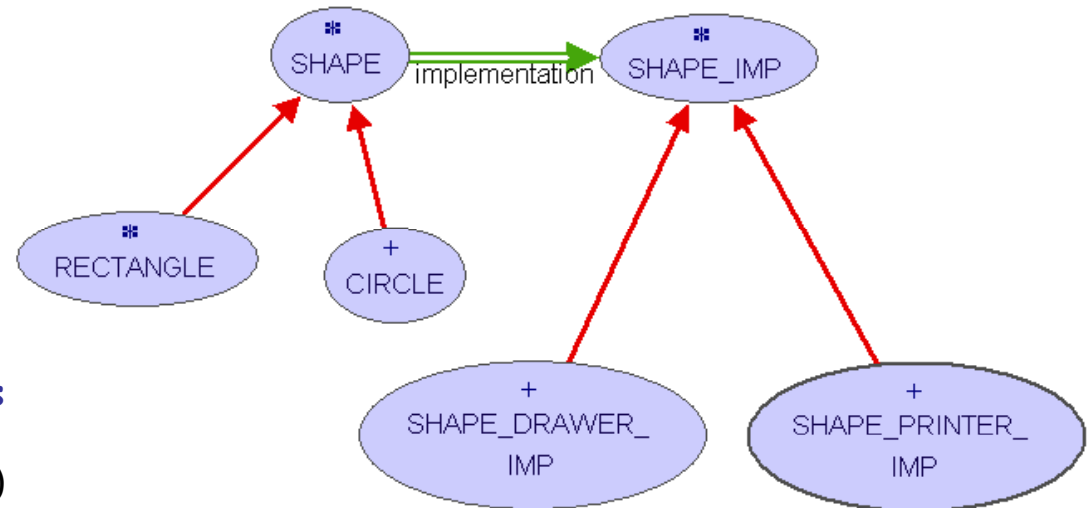 *
SHAPE
implementation
*
SHAPE_IMP
*
RECTANGLE
+
CIRCLE
:
)
+
SHAPE_DRAWER_
IMP
+
SHAPE_PRINTER_
IMP